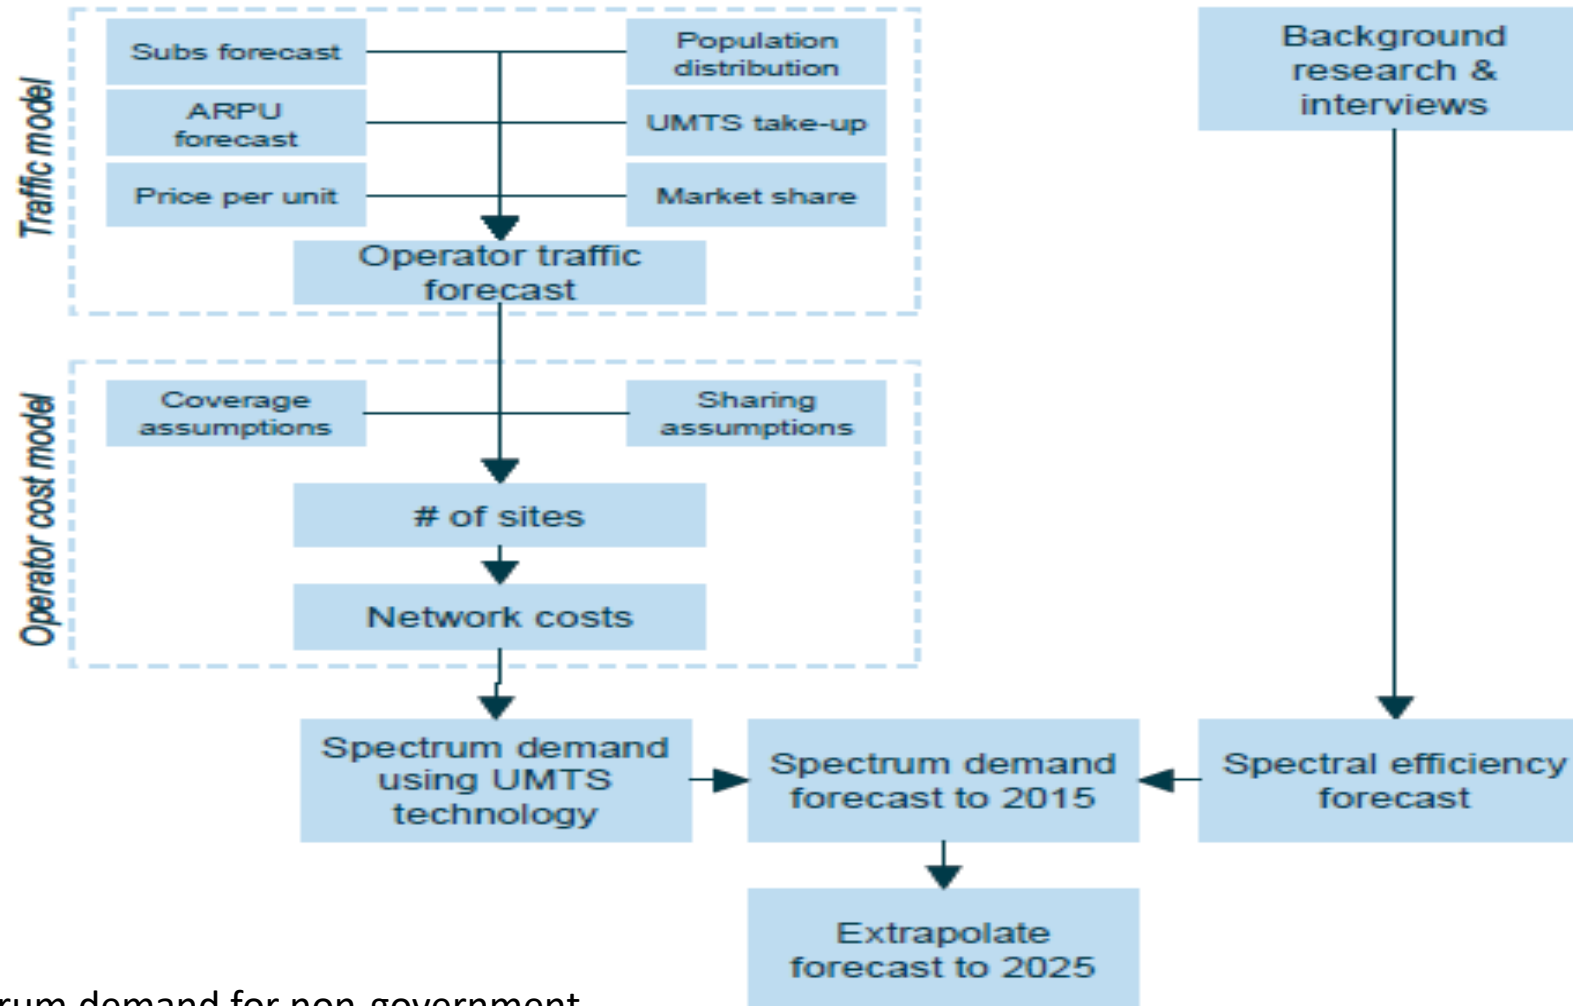 Traffic model
Subs forecast
Population
distribution
ARPU
forecast
UMTS take-up
Price per unit
Market share
Operator traffic
forecast
Background
research &
interviews
Operator cost model
Coverage
assumptions
Sharing
assumptions
# of sites
Network costs
Spectrum demand
using UMTS
technology
Spectrum demand
forecast to 2015
Spectral efficiency
forecast
Extrapolate
forecast to 2025
demand for non-government